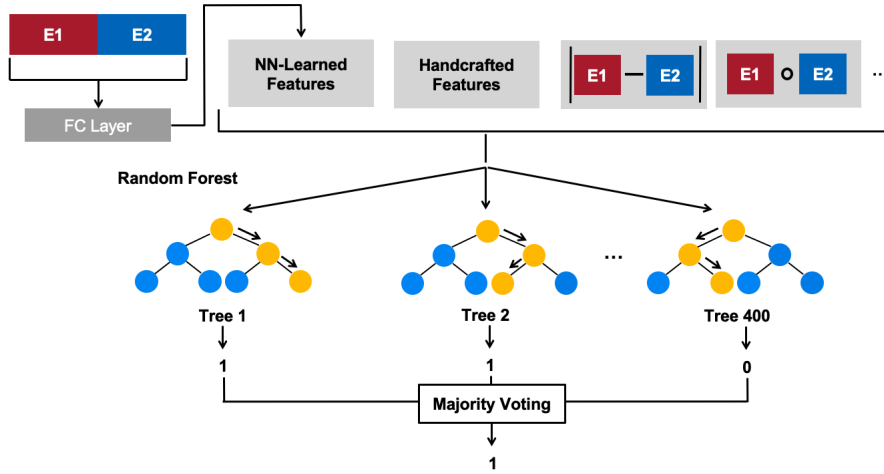 E1 E2
NN-Learned
Features
Handcrafted
Features
E1 — E2
E1 o E2
...
FC Layer
Random Forest
...
Tree 1
Tree 2
Tree 400
1
1
0
Majority Voting
1